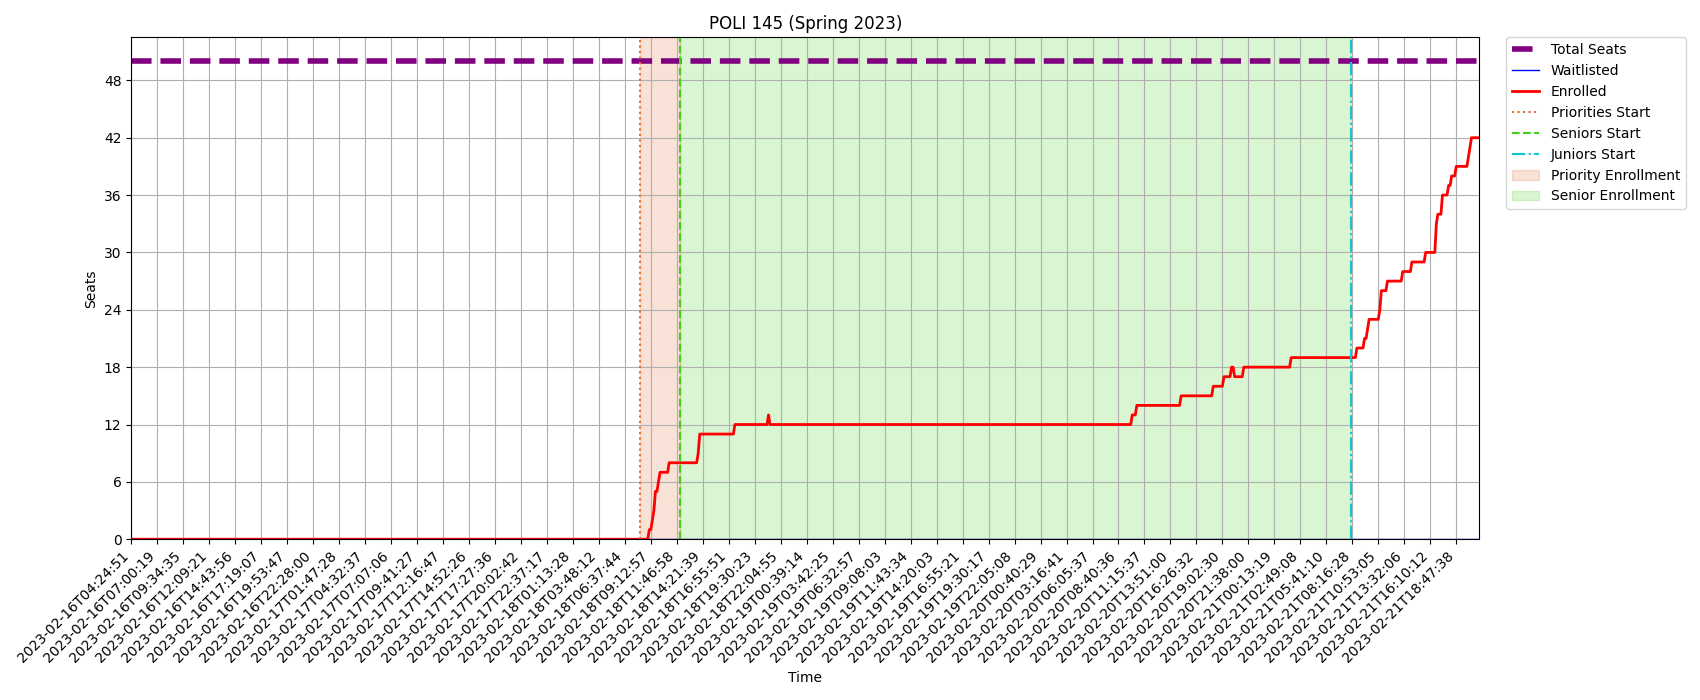 POLI 145 (Spring 2023)
Total Seats
Waitlisted
Enrolled
Priorities Start
Seniors Start
Juniors Start
Priority Enrollment
Senior Enrollment
Seats
48
42
36
30
24
18
12
6
0
2023-02-16T04:24:51
2023-02-16T07:00:19
2023-02-16T09:34:35
2023-02-16T12:09:21
2023-02-16T14:43:56
2023-02-16T17:19:07
2023-02-16T19:53:47
2023-02-16T22:28:00
2023-02-17T01:47:28
2023-02-17T04:32:37
2023-02-17T07:07:06
2023-02-17T09:41:27
2023-02-17T12:16:47
2023-02-17T14:52:26
2023-02-17T17:27:36
2023-02-17T20:02:42
2023-02-17T22:37:17
2023-02-18T01:13:28
2023-02-18T03:48:12
2023-02-18T06:37:44
2023-02-18T09:12:57
2023-02-18T11:46:58
2023-02-18T14:21:39
2023-02-18T16:55:51
2023-02-18T19:30:23
2023-02-18T22:04:55
2023-02-19T00:39:14
2023-02-19T03:42:25
2023-02-19T06:32:57
2023-02-19T09:08:03
2023-02-19T11:43:34
2023-02-19T14:20:03
2023-02-19T16:55:21
2023-02-19T19:30:17
2023-02-19T22:05:08
2023-02-20T00:40:29
2023-02-20T03:16:41
2023-02-20T06:05:37
2023-02-20T08:40:36
2023-02-20T11:15:37
2023-02-20T13:51:00
2023-02-20T16:26:32
2023-02-20T19:02:30
2023-02-20T21:38:00
2023-02-21T00:13:19
2023-02-21T02:49:08
2023-02-21T05:41:10
2023-02-21T08:16:28
2023-02-21T10:53:05
2023-02-21T13:32:06
2023-02-21T16:10:12
2023-02-21T18:47:38
Time